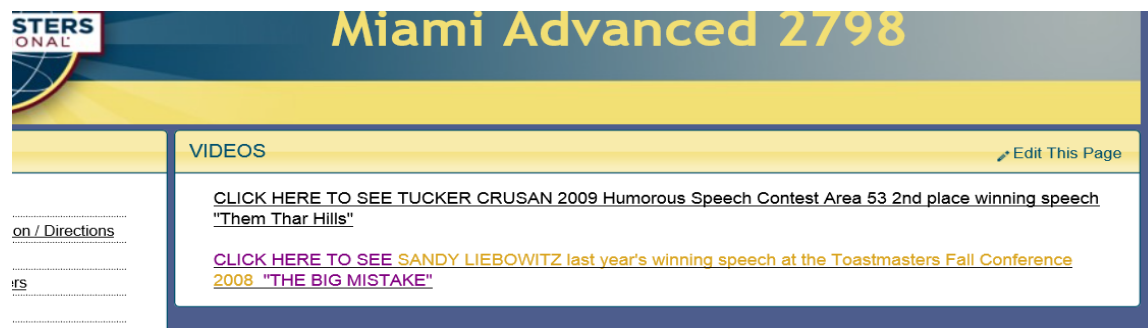 STERS
ONAL
Miami Advanced 2798
VIDEOS
Edit This Page
CLICK HERE TO SEE TUCKER CRUSAN 2009 Humorous Speech Contest Area 53 2nd place winning speech
"Them Thar Hills"
on / Directions
CLICK HERE TO SEE SANDY LIEBOWITZ last year's winning speech at the Toastmasters Fall Conference
2008 "THE BIG MISTAKE"
rs